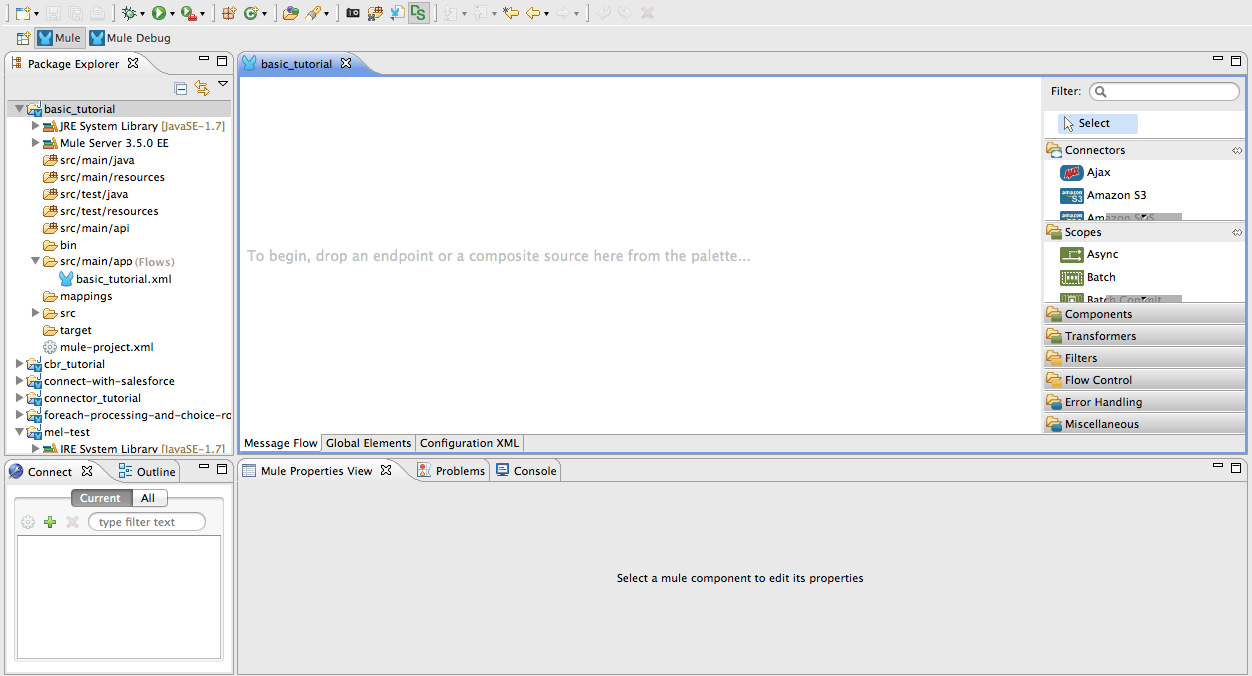 Mule
Mule Debug
Package Explorer
basic_tutorial
JRE System Library [JavaSE-1.7]
Mule Server 3.5.0 EE
src/main/java
src/main/resources
src/test/java
src/test/resources
src/main/api
bin
src/main/app (Flows)
basic_tutorial.xml
mappings
src
target
mule-project.xml
cbr_tutorial
connect-with-salesforce
connector_tutorial
foreach-processing-and-choice-ro
mel-test
JRE System Library [JavaSE-1.7]
basic_tutorial
To begin, drop an endpoint or a composite source here from the palette...
Filter:
Select
Connectors
Ajax
Amazon S3
Scopes
Async
Batch
Batch Commit
Components
Transformers
Filters
Flow Control
Error Handling
Miscellaneous
Message Flow
Global Elements
Configuration XML
Connect
Outline
Current
All
type filter text
Mule Properties View
Problems
Console
Select a mule component to edit its properties